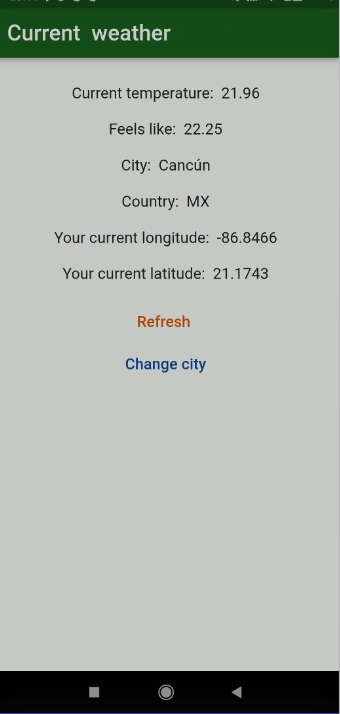 Current weather
Current temperature: 21.96
Feels like: 22.25
City: Cancún
Country: MX
Your current longitude: -86.8466
Your current latitude: 21.1743
Refresh
Change city